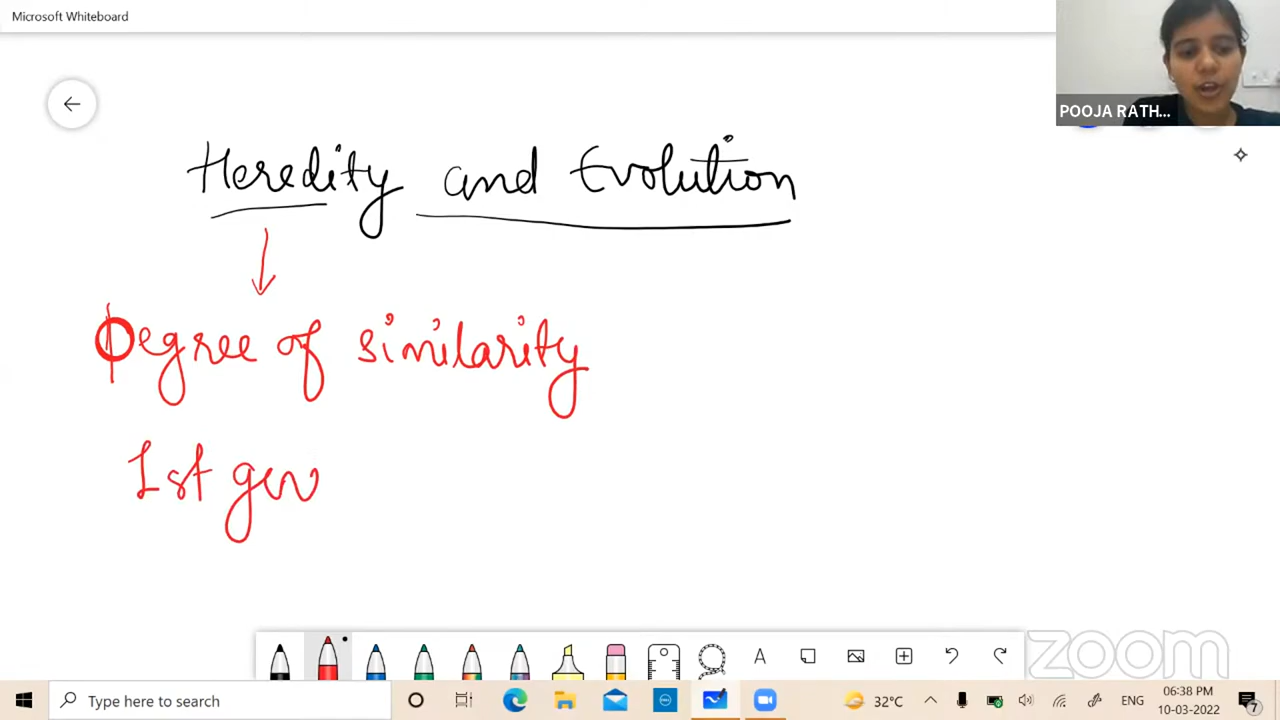 Microsoft Whiteboard
POOJA RATH...
Heredity and Evolution
Degree of similarity
1st gen
A
zoom
Type here to search
32°C
ENG
06:38 PM
10-03-2022
7